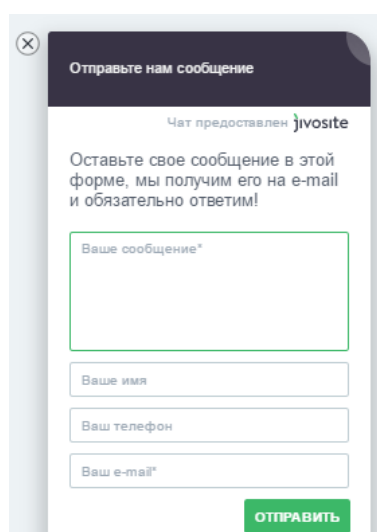 Отправьте нам сообщение
Чат предоставлен jivosite
Оставьте свое сообщение в этой
форме, мы получим его на e-mail
и обязательно ответим!
Ваше сообщение*
Ваше имя
Ваш телефон
Ваш e-mail*
ОТПРАВИТЬ